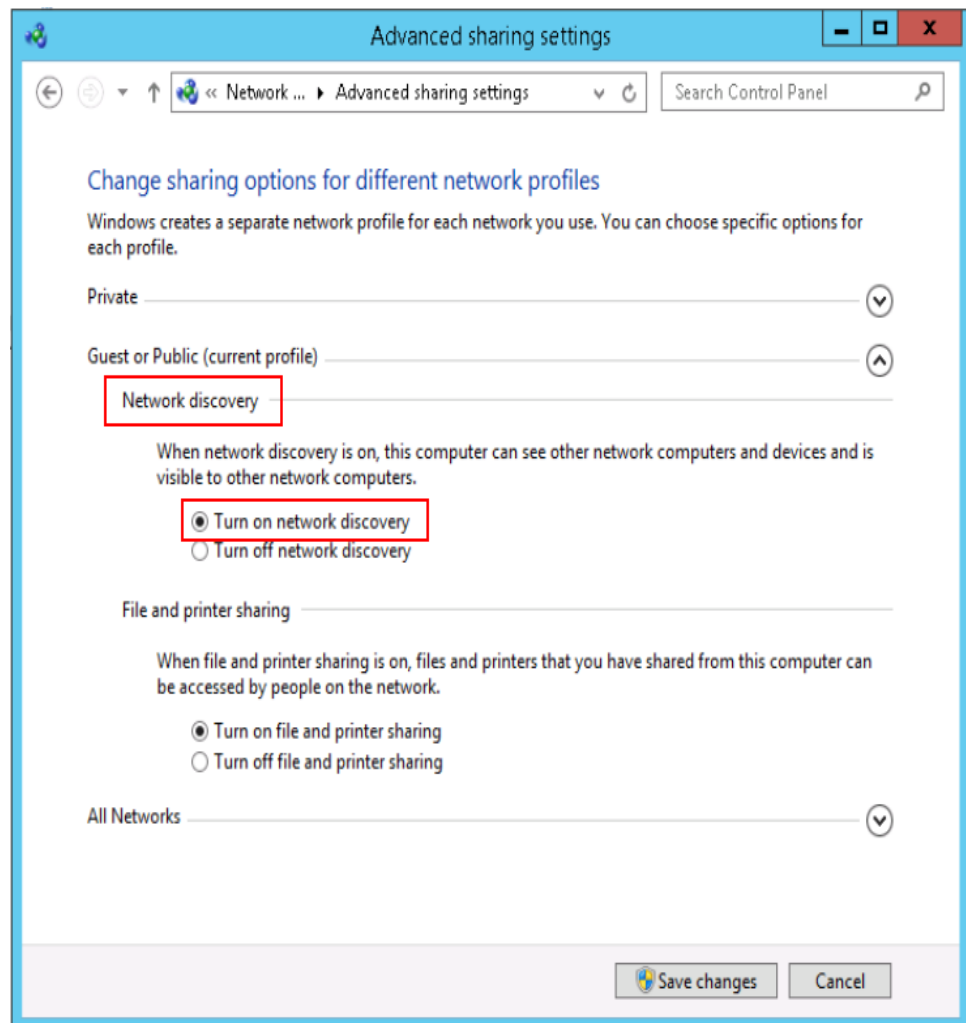 Advanced sharing settings
« Network ... Advanced sharing settings
Search Control Panel
Change sharing options for different network profiles
Windows creates a separate network profile for each network you use. You can choose specific options for
each profile.
Private
Guest or Public (current profile)
Network discovery
When network discovery is on, this computer can see other network computers and devices and is
visible to other network computers.
Turn on network discovery
Turn off network discovery
File and printer sharing
When file and printer sharing is on, files and printers that you have shared from this computer can
be accessed by people on the network.
Turn on file and printer sharing
Turn off file and printer sharing
All Networks
Save changes
Cancel